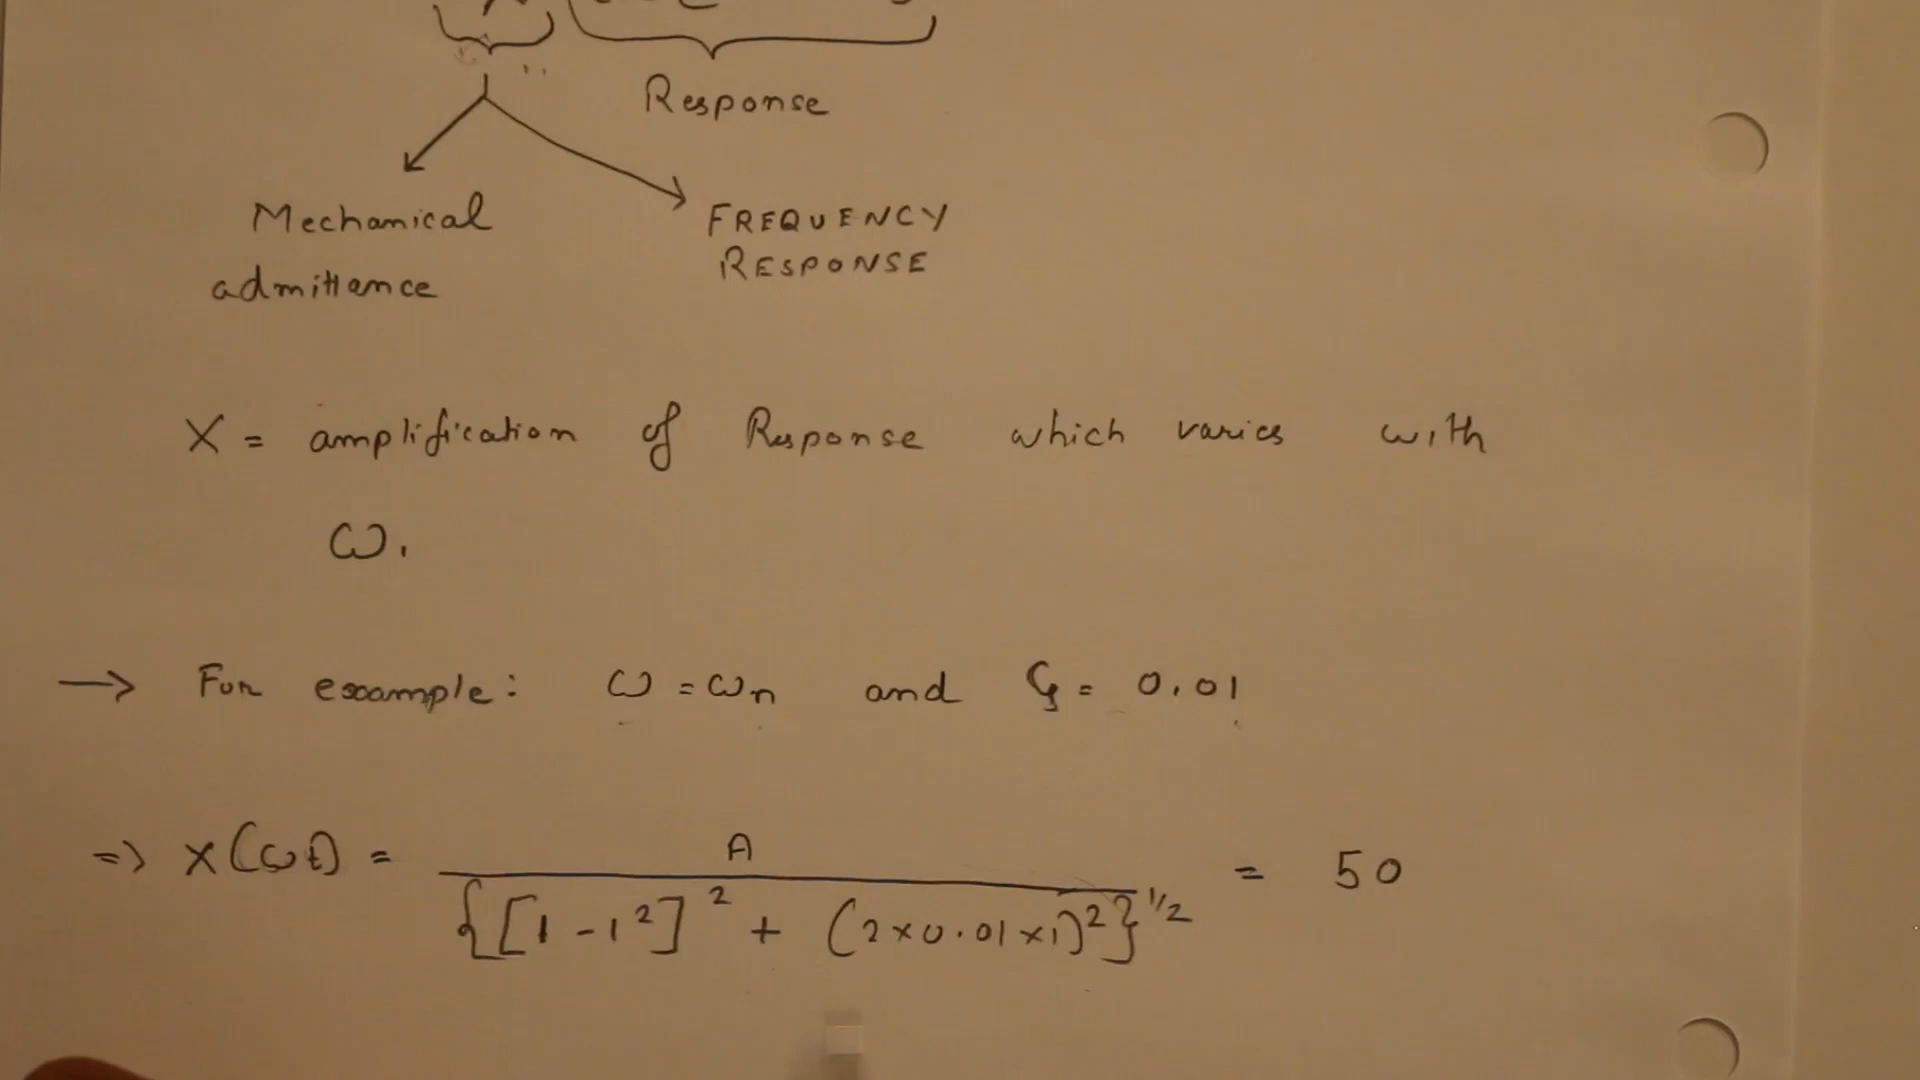 Response
Mechanical
admittance
FREQUENCY
RESPONSE
X = amplification of Response which varies with
ω.
→ For example: ω = ωn and ζ = 0.01
=> X(ωt) = A / {[1 - 1²]² + (2 x 0.01 x 1)²}^1/2 = 50